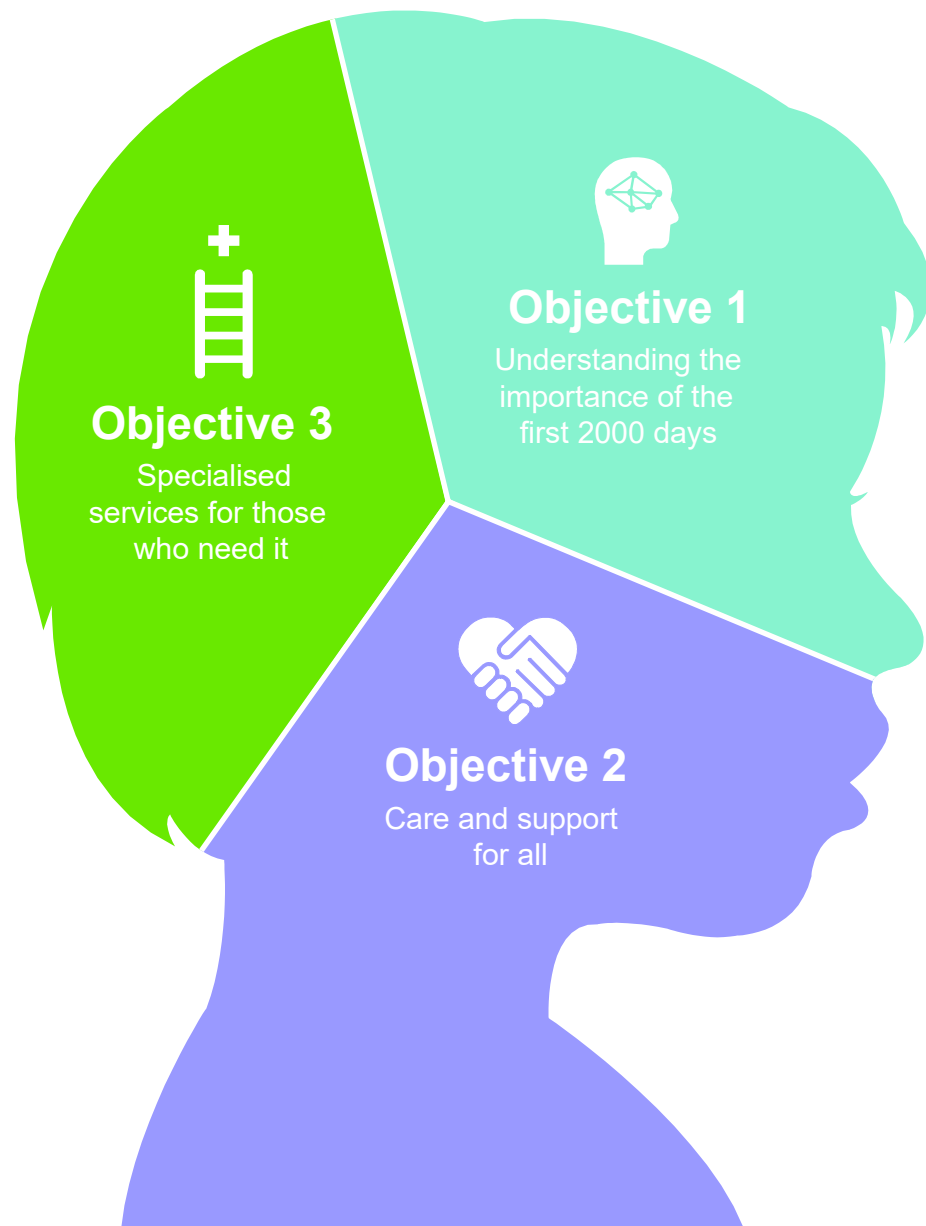 Objective 1
Understanding the
importance of the
first 2000 days
Objective 2
Care and support
for all
Objective 3
Specialised
services for those
who need it